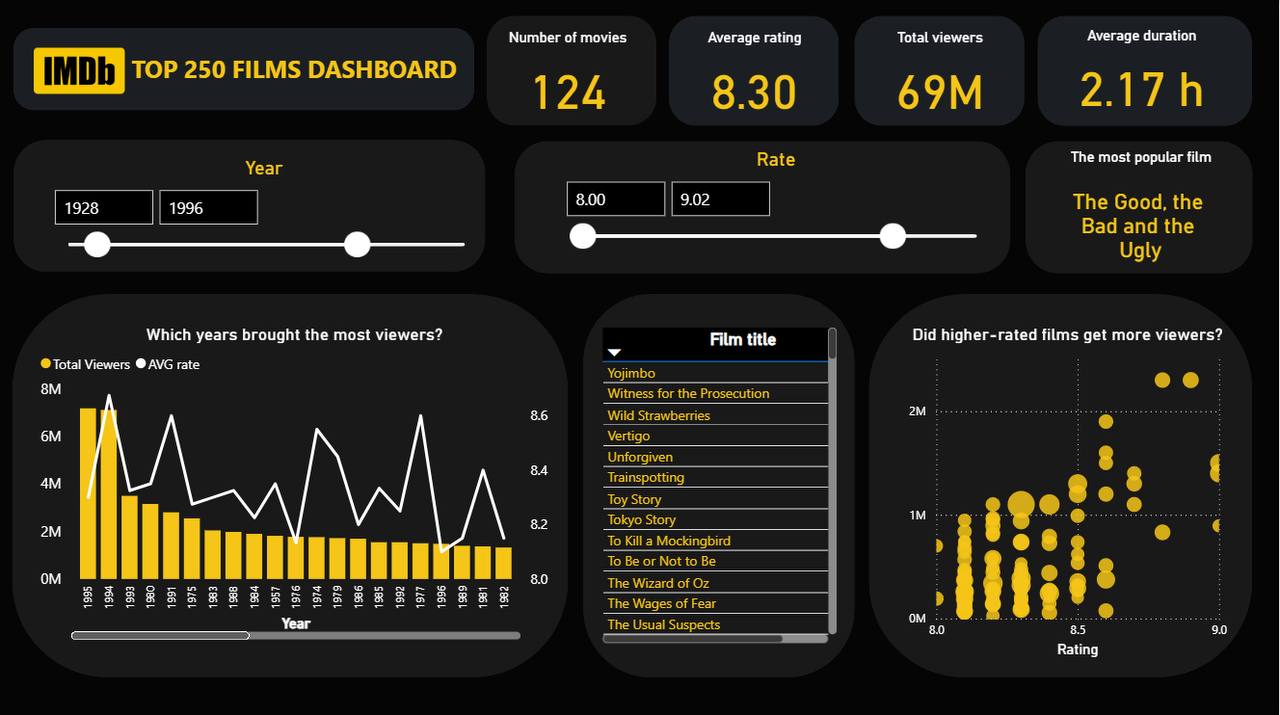 IMDb TOP 250 FILMS DASHBOARD
Number of movies
124
Average rating
8.30
Total viewers
69M
Average duration
2.17 h
Year
1928 1996
Rate
8.00 9.02
The most popular film
The Good, the
Bad and the
Ugly
Which years brought the most viewers?
Total Viewers AVG rate
8M
6M
4M
2M
0M
8.6
8.4
8.2
8.0
1995 1994 1993 1980 1991 1975 1983 1988 1984 1957 1976 1974 1979 1986 1985 1992 1977 1996 1989 1981 1982
Year
Film title
Yojimbo
Witness for the Prosecution
Wild Strawberries
Vertigo
Unforgiven
Trainspotting
Toy Story
Tokyo Story
To Kill a Mockingbird
To Be or Not to Be
The Wizard of Oz
The Wages of Fear
The Usual Suspects
Did higher-rated films get more viewers?
2M
1M
0M
8.0 8.5 9.0
Rating